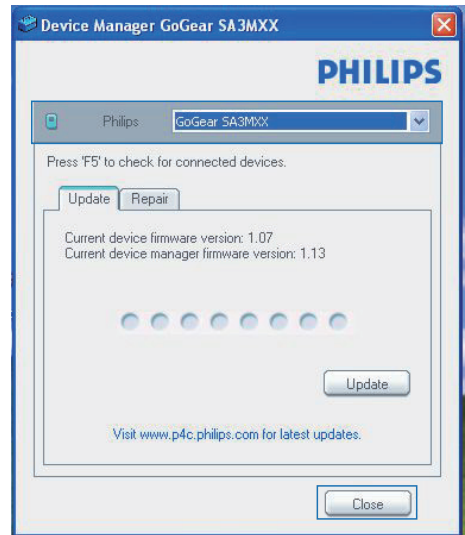 Device Manager GoGear SA3MXX
PHILIPS
Philips GoGear SA3MXX
Press 'F5' to check for connected devices.
Update Repair
Current device firmware version: 1.07
Current device manager firmware version: 1.13
Update
Visit www.p4c.philips.com for latest updates.
Close